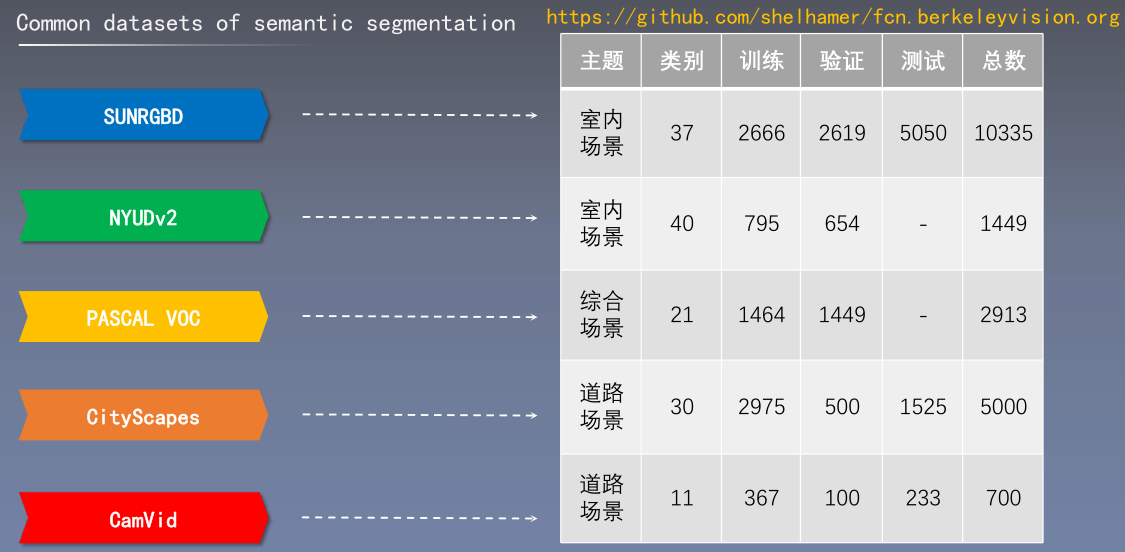 Common datasets of semantic segmentation
https://github.com/shelhamer/fcn.berkeleyvision.org
主题 类别 训练 验证 测试 总数
SUNRGBD
室内
场景
37 2666 2619 5050 10335
NYUDv2
室内
场景
40 795 654 - 1449
PASCAL VOC
综合
场景
21 1464 1449 - 2913
CityScapes
道路
场景
30 2975 500 1525 5000
CamVid
道路
场景
11 367 100 233 700